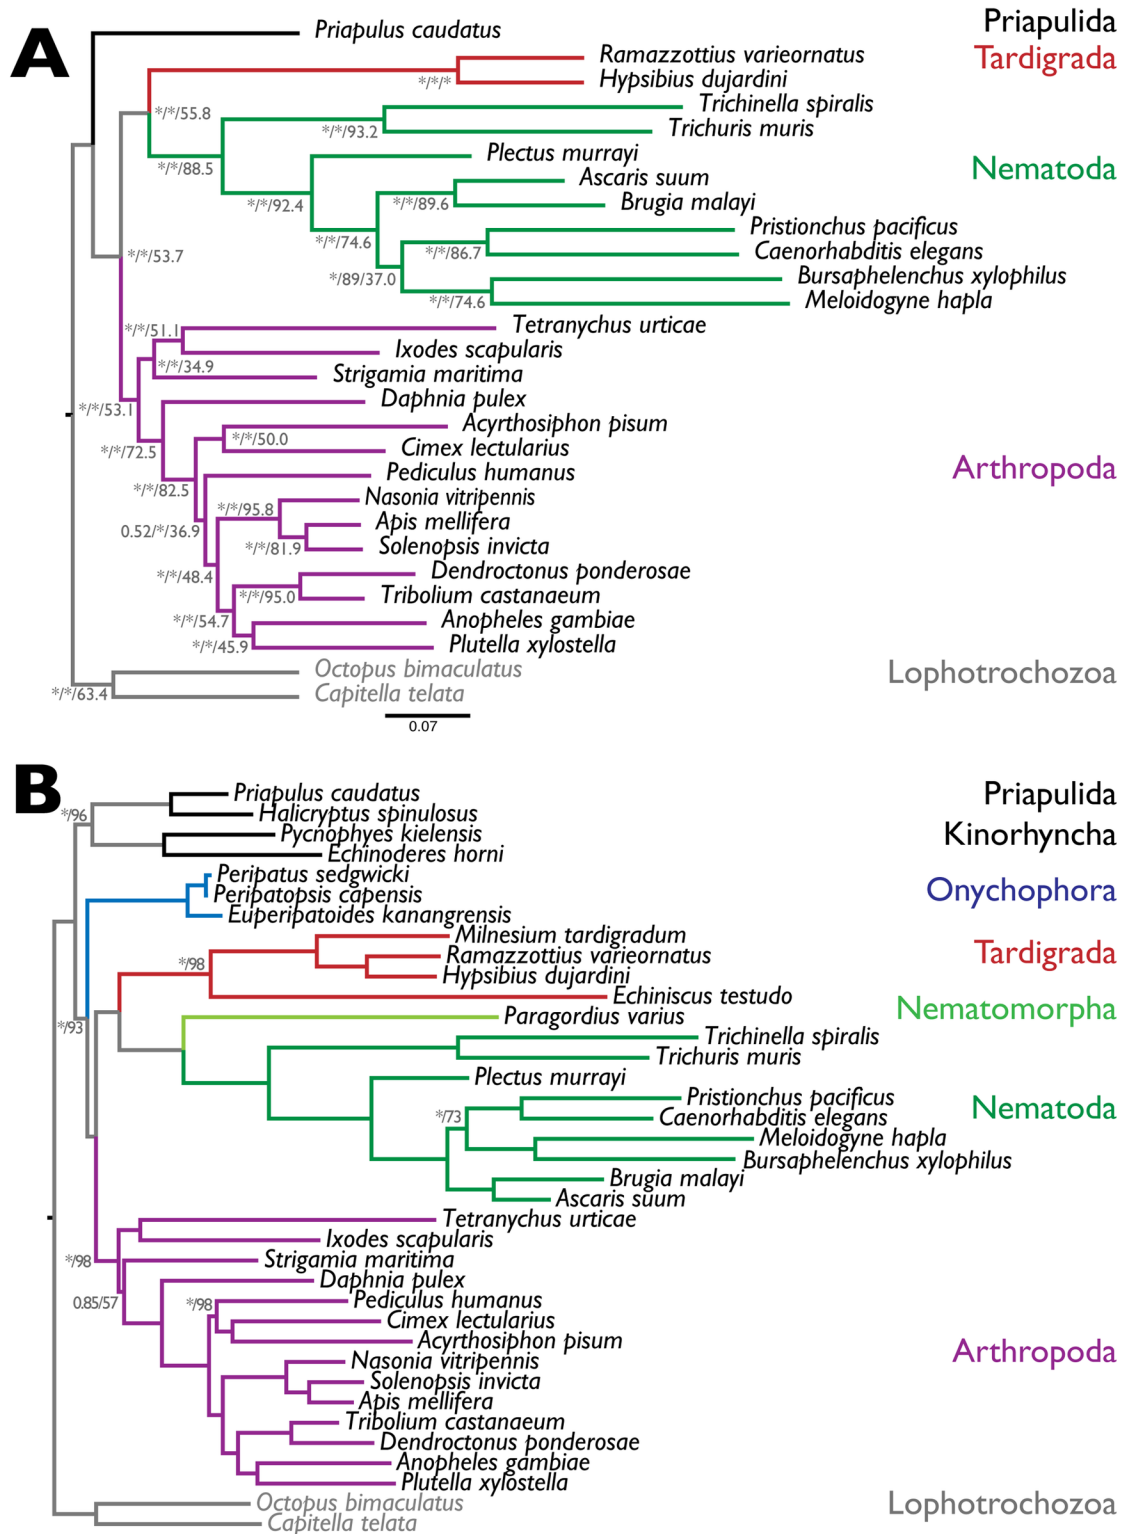 A
Priapulus caudatus
Priapulida
Ramazzottius varieornatus
Tardigrada
Hypsibius dujardini
*/*/*
Trichinella spiralis
*/*/55.8
Trichuris muris
*/*/93.2
Plectus murrayi
*/*/88.5
Nematoda
Ascaris suum
*/*/89.6
Brugia malayi
*/*/92.4
Pristionchus pacificus
*/*/74.6
*/*/86.7
Caenorhabditis elegans
*/*/53.7
*/89/37.0
Bursaphelenchus xylophilus
*/*/74.6
Meloidogyne hapla
*/*/51.1
Tetranychus urticae
Ixodes scapularis
*/*/34.9
Strigamia maritima
*/*/53.1
Daphnia pulex
Acyrthosiphon pisum
*/*/50.0
*/*/72.5
Cimex lectularius
Arthropoda
Pediculus humanus
*/*/82.5
Nasonia vitripennis
*/*/95.8
Apis mellifera
0.52/*/36.9
*/*/81.9
Solenopsis invicta
*/*/48.4
Dendroctonus ponderosae
*/*/95.0
Tribolium castanaeum
*/*/54.7
Anopheles gambiae
*/*/45.9
Plutella xylostella
Octopus bimaculatus
Lophotrochozoa
*/*/63.4
Capitella telata
0.07
B
Priapulus caudatus
Priapulida
*/96
Halicryptus spinulosus
Pycnophyes kielensis
Kinorhyncha
Echinoderes horni
Peripatus sedgwicki
Peripatopsis capensis
Onychophora
Euperipatoides kanangrensis
Milnesium tardigradum
Ramazzottius varieornatus
Tardigrada
*/98
Hypsibius dujardini
Echiniscus testudo
Nematomorpha
Paragordius varius
*/93
Trichinella spiralis
Trichuris muris
Plectus murrayi
Pristionchus pacificus
Nematoda
*/73
Caenorhabditis elegans
Meloidogyne hapla
Bursaphelenchus xylophilus
Brugia malayi
Ascaris suum
Tetranychus urticae
Ixodes scapularis
*/98
Strigamia maritima
Daphnia pulex
0.85/57
*/98
Pediculus humanus
Cimex lectularius
Acyrthosiphon pisum
Arthropoda
Nasonia vitripennis
Solenopsis invicta
Apis mellifera
Tribolium castanaeum
Dendroctonus ponderosae
Anopheles gambiae
Plutella xylostella
Octopus bimaculatus
Lophotrochozoa
Capitella telata